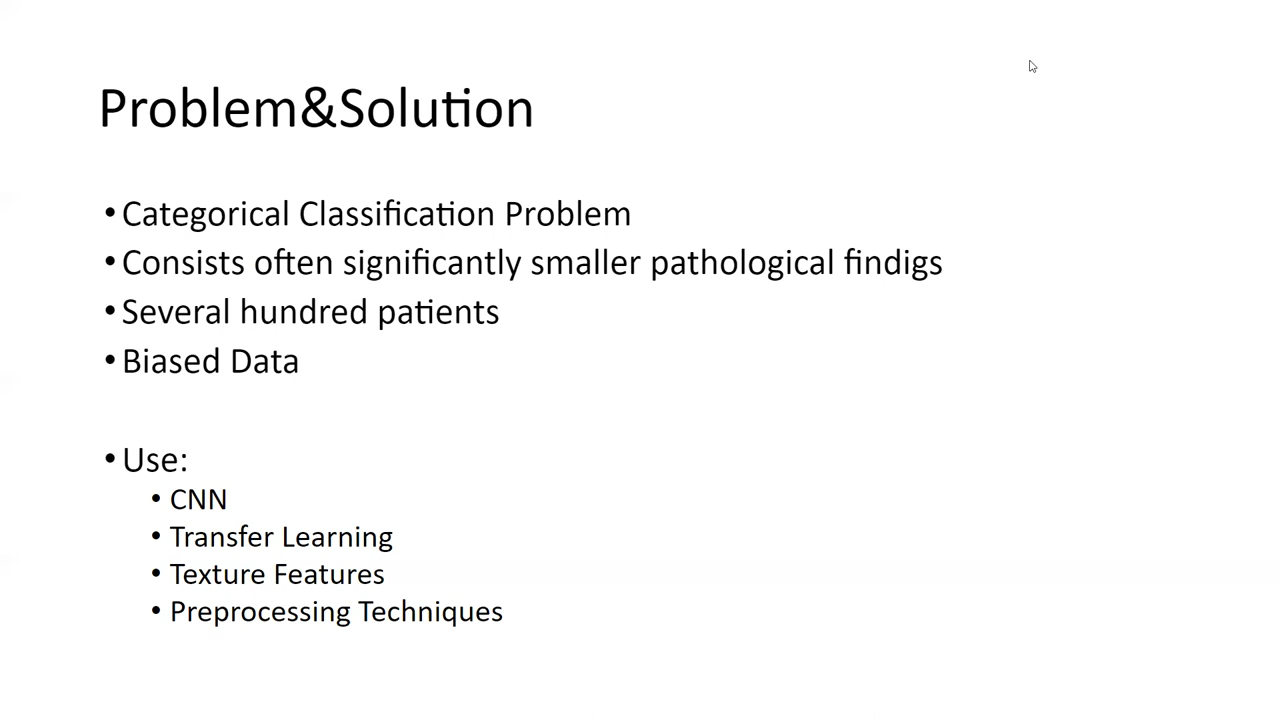 Problem&Solution
• Categorical Classification Problem
• Consists often significantly smaller pathological findigs
• Several hundred patients
• Biased Data
• Use:
• CNN
• Transfer Learning
• Texture Features
• Preprocessing Techniques